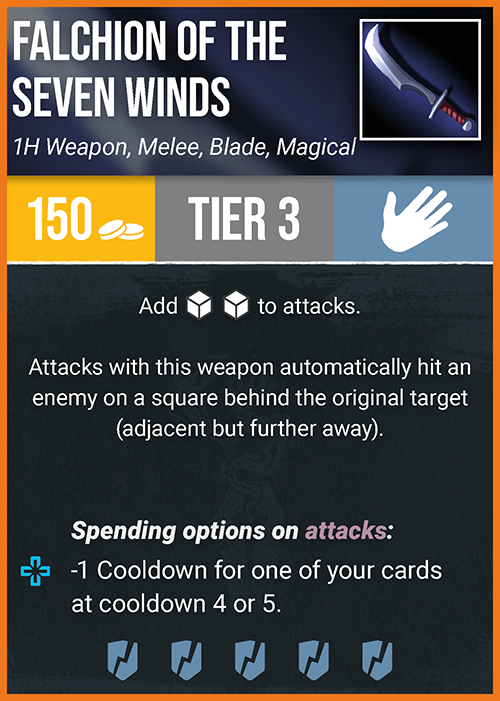 FALCHION OF THE
SEVEN WINDS
1H Weapon, Melee, Blade, Magical
150 TIER 3
Add to attacks.
Attacks with this weapon automatically hit an
enemy on a square behind the original target
(adjacent but further away).
Spending options on attacks:
-1 Cooldown for one of your cards
at cooldown 4 or 5.